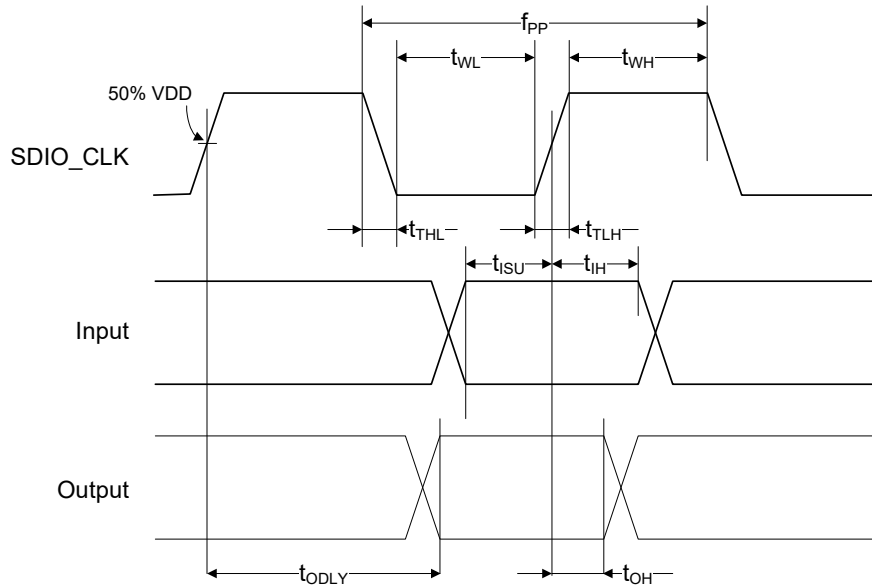 fPP
tWL
tWH
50% VDD
SDIO_CLK
tTHL
tTLH
tISU
tIH
Input
Output
tODLY
tOH